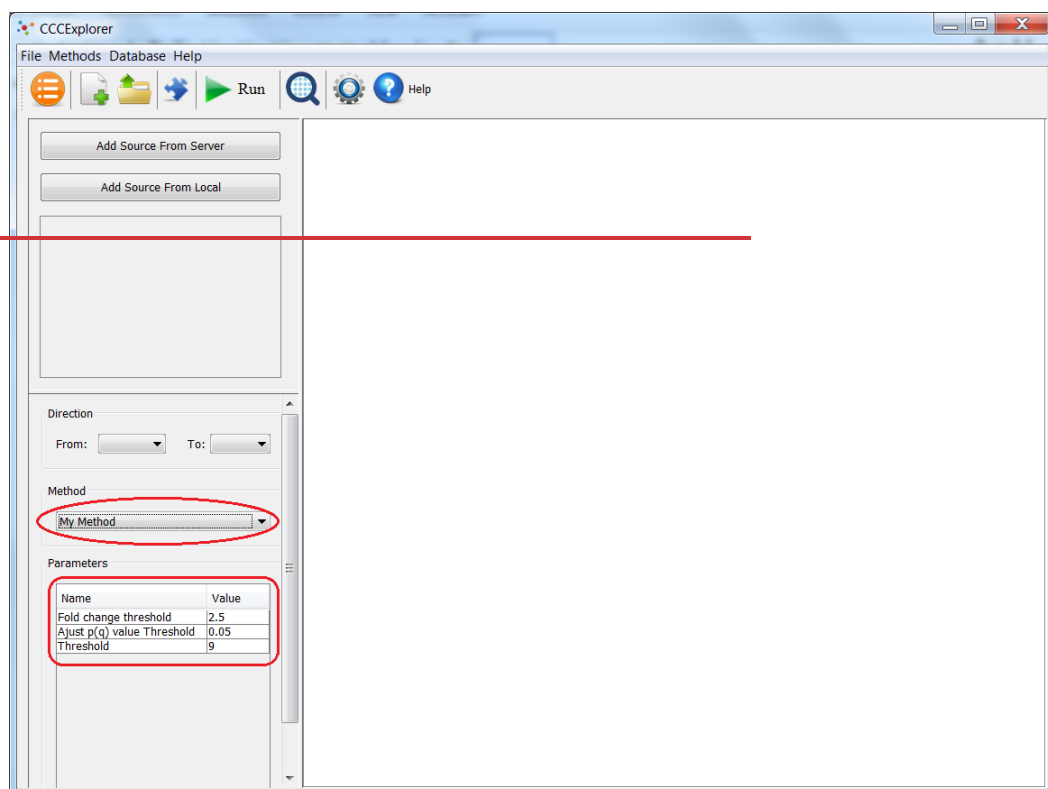 CCCExplorer
File Methods Database Help
Run Help
Add Source From Server
Add Source From Local
Direction
From: To:
Method
My Method
Parameters
Name Value
Fold change threshold 2.5
Ajust p(q) value Threshold 0.05
Threshold 9